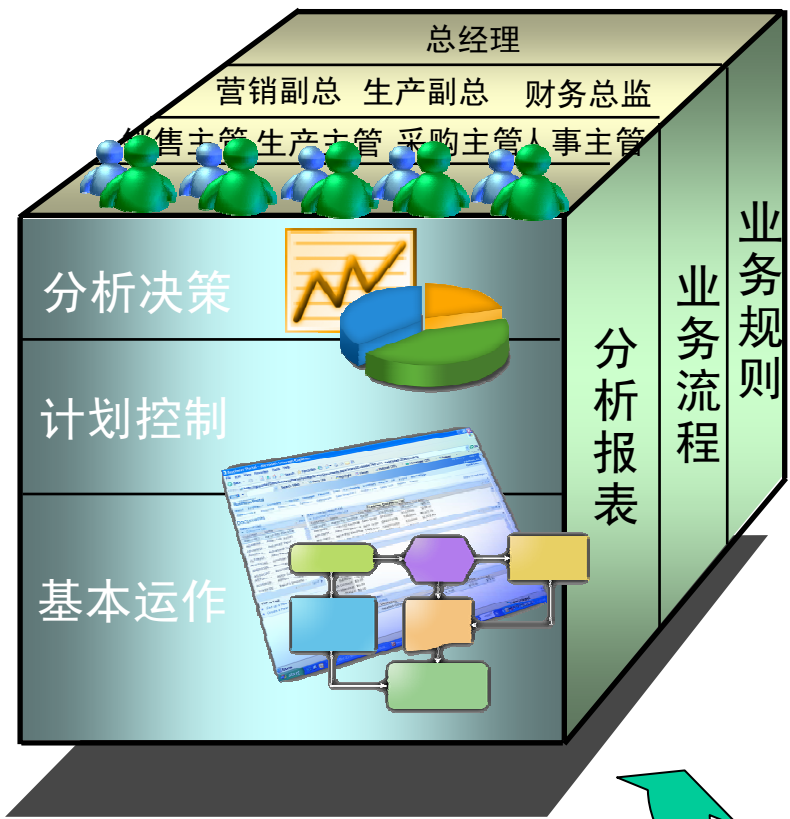 总经理
营销副总 生产副总 财务总监
销售主管 生产主管 采购主管 人事主管
分析决策
计划控制
基本运作
分析报表
业务流程
业务规则